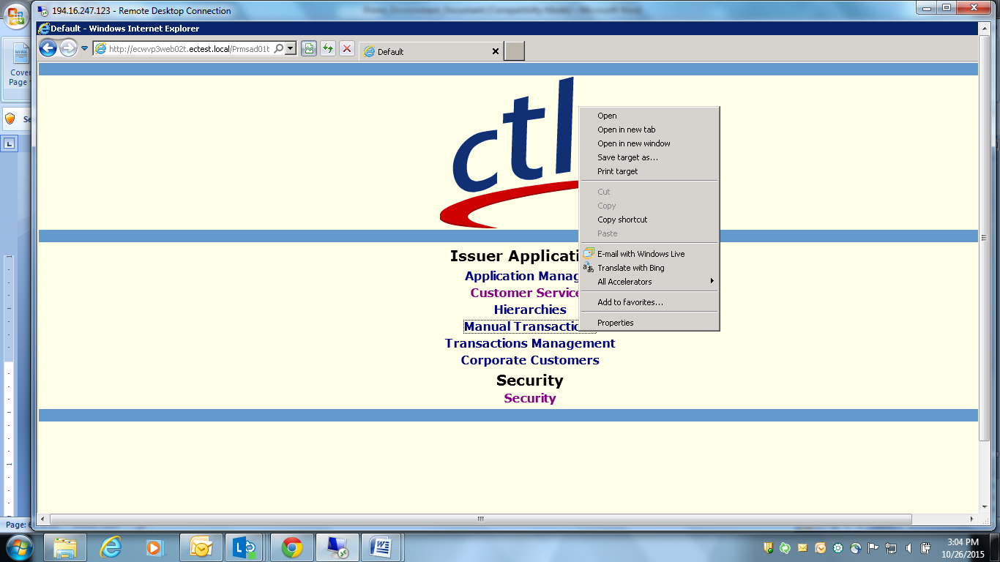 194.16.247.123 - Remote Desktop Connection
Default - Windows Internet Explorer
http://ecwvp3web02t.ectest.local/Prmsad01t
Default
Cover
Page
Se
ctl
Open
Open in new tab
Open in new window
Save target as...
Print target
Cut
Copy
Copy shortcut
Paste
E-mail with Windows Live
Translate with Bing
All Accelerators
Add to favorites...
Properties
Issuer Applicati
Application Manag
Customer Service
Hierarchies
Manual Transactio
Transactions Management
Corporate Customers
Security
Security
Page: 
3:04 PM
10/26/2015